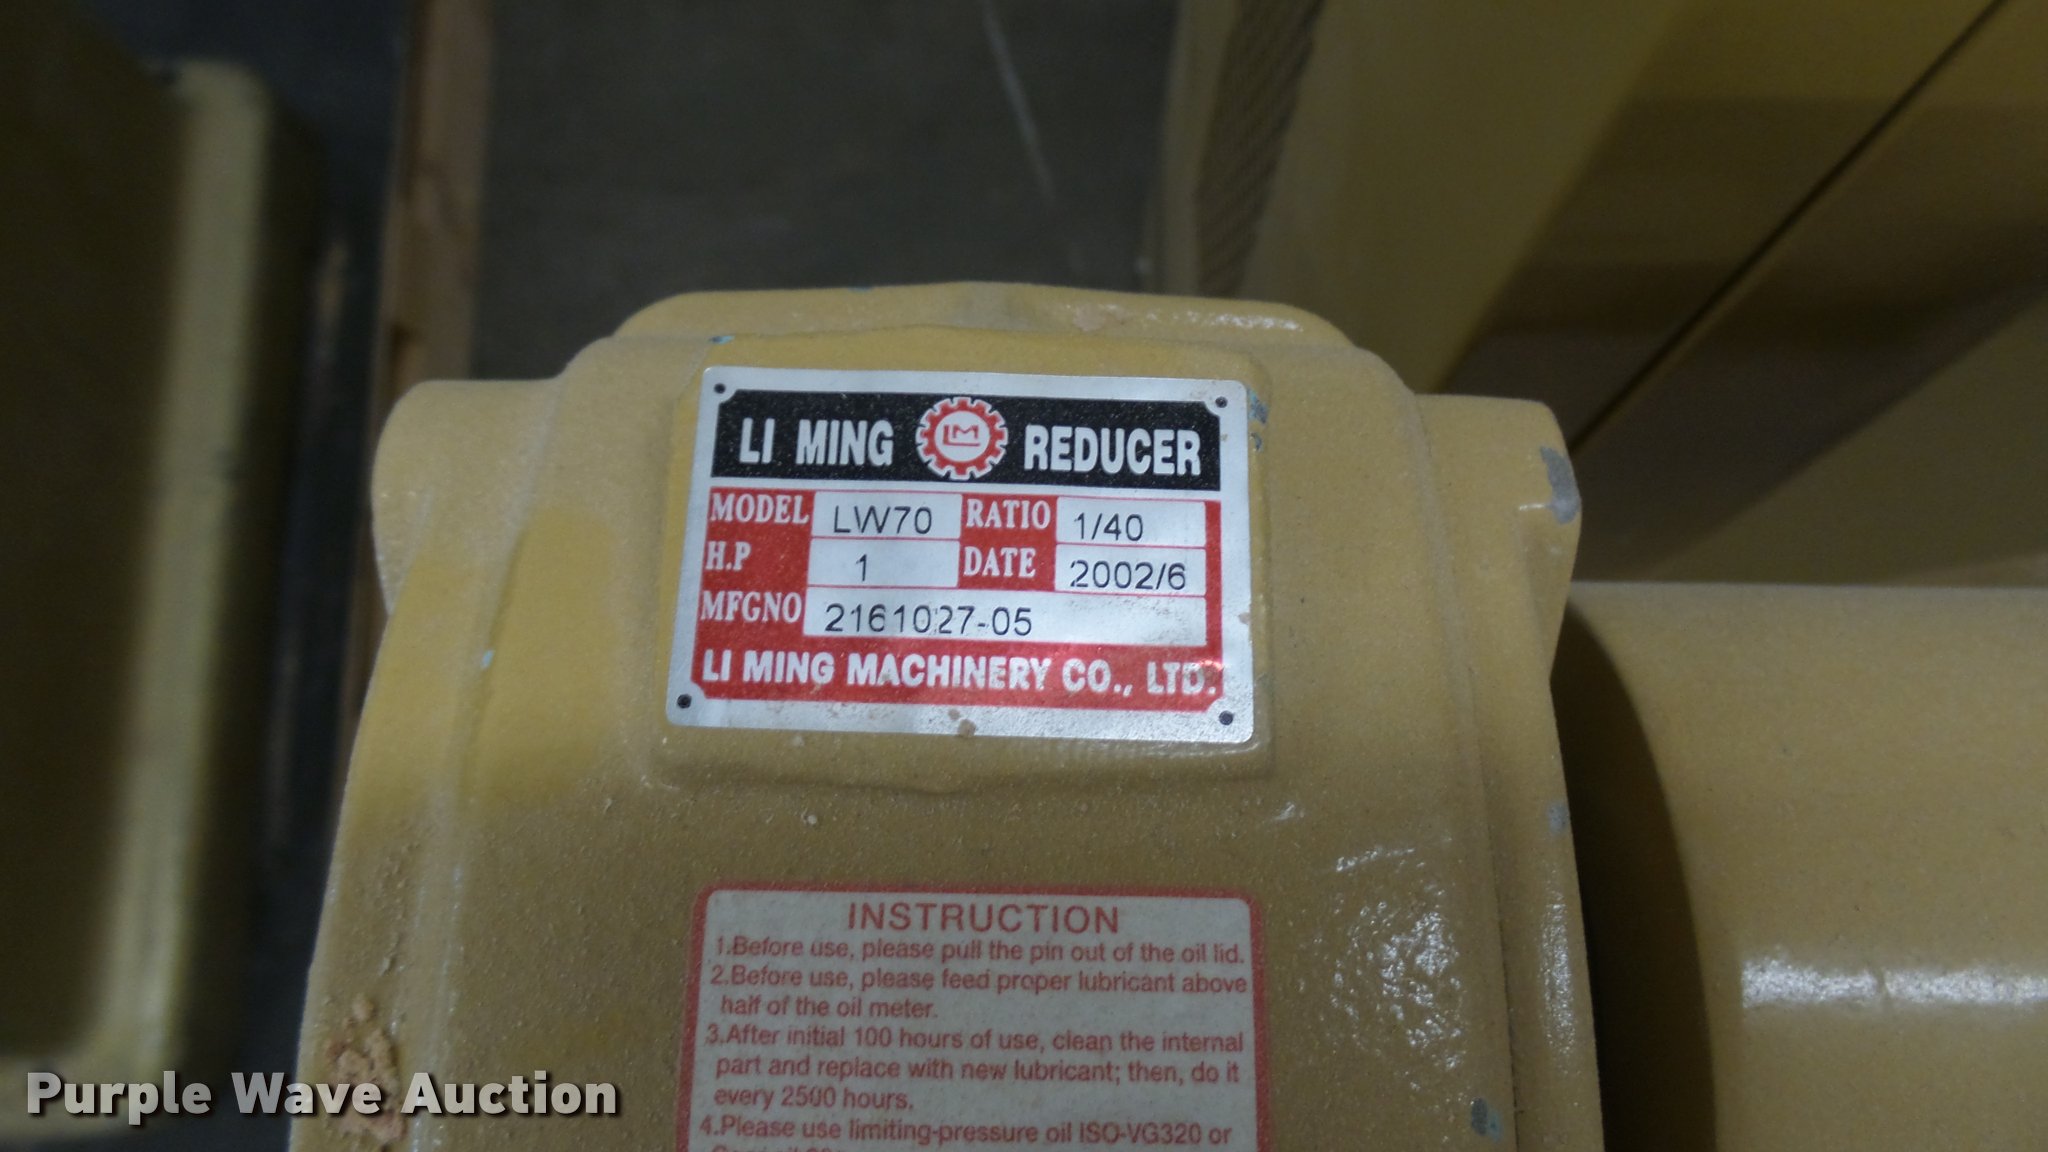 LI MING LM REDUCER
MODEL LW70 RATIO 1/40
H.P 1 DATE 2002/6
MFGNO 2161027-05
LI MING MACHINERY CO., LTD.
INSTRUCTION
1.Before use, please pull the pin out of the oil lid.
2.Before use, please feed proper lubricant above
half of the oil meter.
3.After initial 100 hours of use, clean the internal
part and replace with new lubricant; then, do it
every 2500 hours.
4.Please use limiting-pressure oil ISO-VG320 or
Purple Wave Auction